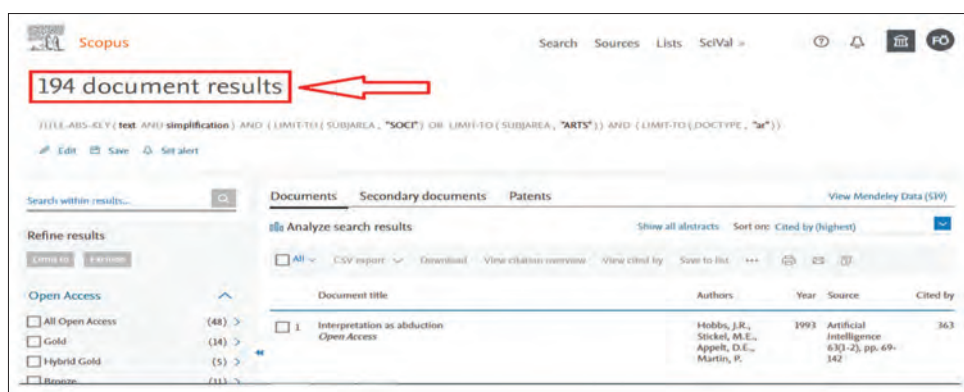 Scopus
Search Sources Lists SciVal »
FÖ
194 document results
TITLE-ABS-KEY ( text AND simplification ) AND ( LIMIT-TO ( SUBJAREA , "SOCI" ) OR LIMIT-TO ( SUBJAREA , "ARTS" ) ) AND ( LIMIT-TO ( DOCTYPE , "ar" ) )
Edit Save Set alert
Search within results...
Documents Secondary documents Patents
View Mendeley Data (539)
Refine results
Analyze search results
Show all abstracts Sort on: Cited by (highest)
Limit to Exclude
All CSV export Download View citation overview View cited by Save to list ...
Open Access
Document title Authors Year Source Cited by
All Open Access (48) >
Gold (14) >
Hybrid Gold (5) >
Bronze (11) >
1 Interpretation as abduction
Open Access
Hobbs, J.R.,
Stickel, M.E.,
Appelt, D.E.,
Martin, P.
1993
Artificial
Intelligence
63(1-2), pp. 69-
142
363